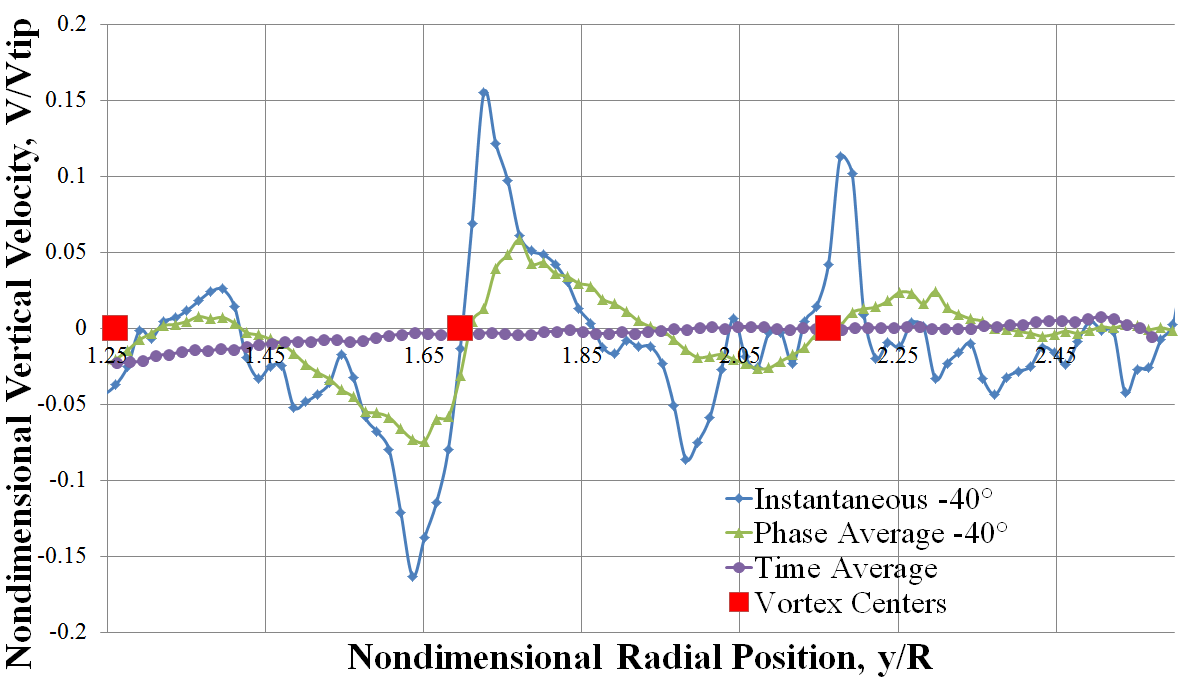 Nondimensional Vertical Velocity, V/Vtip
0.2
0.15
0.1
0.05
0
-0.05
-0.1
-0.15
-0.2
1.25 1.45 1.65 1.85 2.05 2.25 2.45
Instantaneous -40°
Phase Average -40°
Time Average
Vortex Centers
Nondimensional Radial Position, y/R